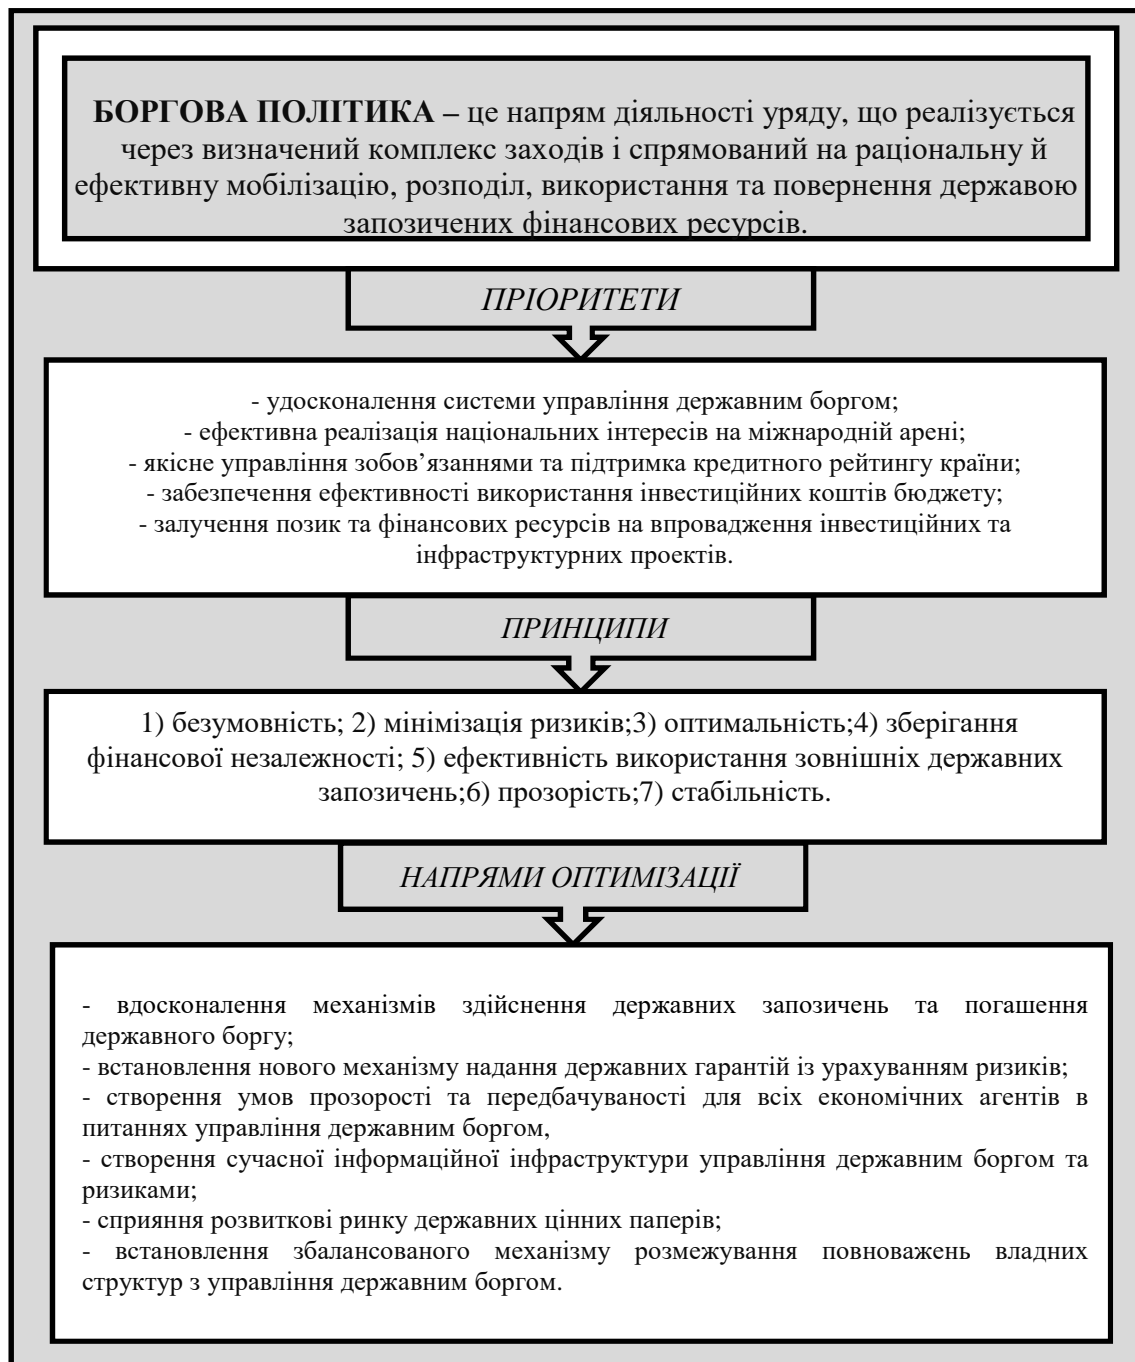 БОРГОВА ПОЛІТИКА – це напрям діяльності уряду, що реалізується
через визначений комплекс заходів і спрямований на раціональну й
ефективну мобілізацію, розподіл, використання та повернення державою
запозичених фінансових ресурсів.
ПРІОРИТЕТИ
- удосконалення системи управління державним боргом;
- ефективна реалізація національних інтересів на міжнародній арені;
- якісне управління зобов’язаннями та підтримка кредитного рейтингу країни;
- забезпечення ефективності використання інвестиційних коштів бюджету;
- залучення позик та фінансових ресурсів на впровадження інвестиційних та
інфраструктурних проектів.
ПРИНЦИПИ
1) безумовність; 2) мінімізація ризиків;3) оптимальність;4) зберігання
фінансової незалежності; 5) ефективність використання зовнішніх державних
запозичень;6) прозорість;7) стабільність.
НАПРЯМИ ОПТИМІЗАЦІЇ
- вдосконалення механізмів здійснення державних запозичень та погашення
державного боргу;
- встановлення нового механізму надання державних гарантій із урахуванням ризиків;
- створення умов прозорості та передбачуваності для всіх економічних агентів в
питаннях управління державним боргом,
- створення сучасної інформаційної інфраструктури управління державним боргом та
ризиками;
- сприяння розвиткові ринку державних цінних паперів;
- встановлення збалансованого механізму розмежування повноважень владних
структур з управління державним боргом.